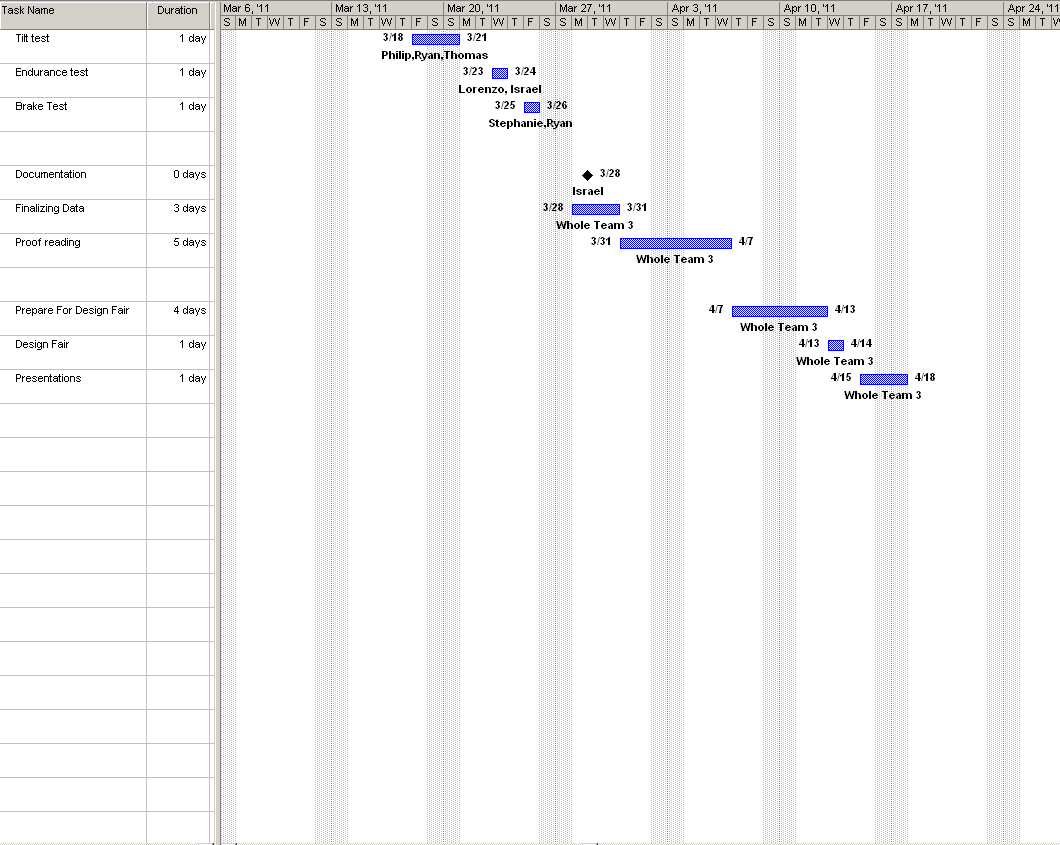 Task Name Duration Mar 6, '11 Mar 13, '11 Mar 20, '11 Mar 27, '11 Apr 3, '11 Apr 10, '11 Apr 17, '11 Apr 24, '11
S M T W T F S S M T W T F S S M T W T F S S M T W T F S S M T W T F S S M T W T F S S M T W T F S S M T W
Tilt test 1 day 3/18 3/21
Philip,Ryan,Thomas
Endurance test 1 day 3/23 3/24
Lorenzo, Israel
Brake Test 1 day 3/25 3/26
Stephanie,Ryan
Documentation 0 days 3/28
Israel
Finalizing Data 3 days 3/28 3/31
Whole Team 3
Proof reading 5 days 3/31 4/7
Whole Team 3
Prepare For Design Fair 4 days 4/7 4/13
Whole Team 3
Design Fair 1 day 4/13 4/14
Whole Team 3
Presentations 1 day 4/15 4/18
Whole Team 3